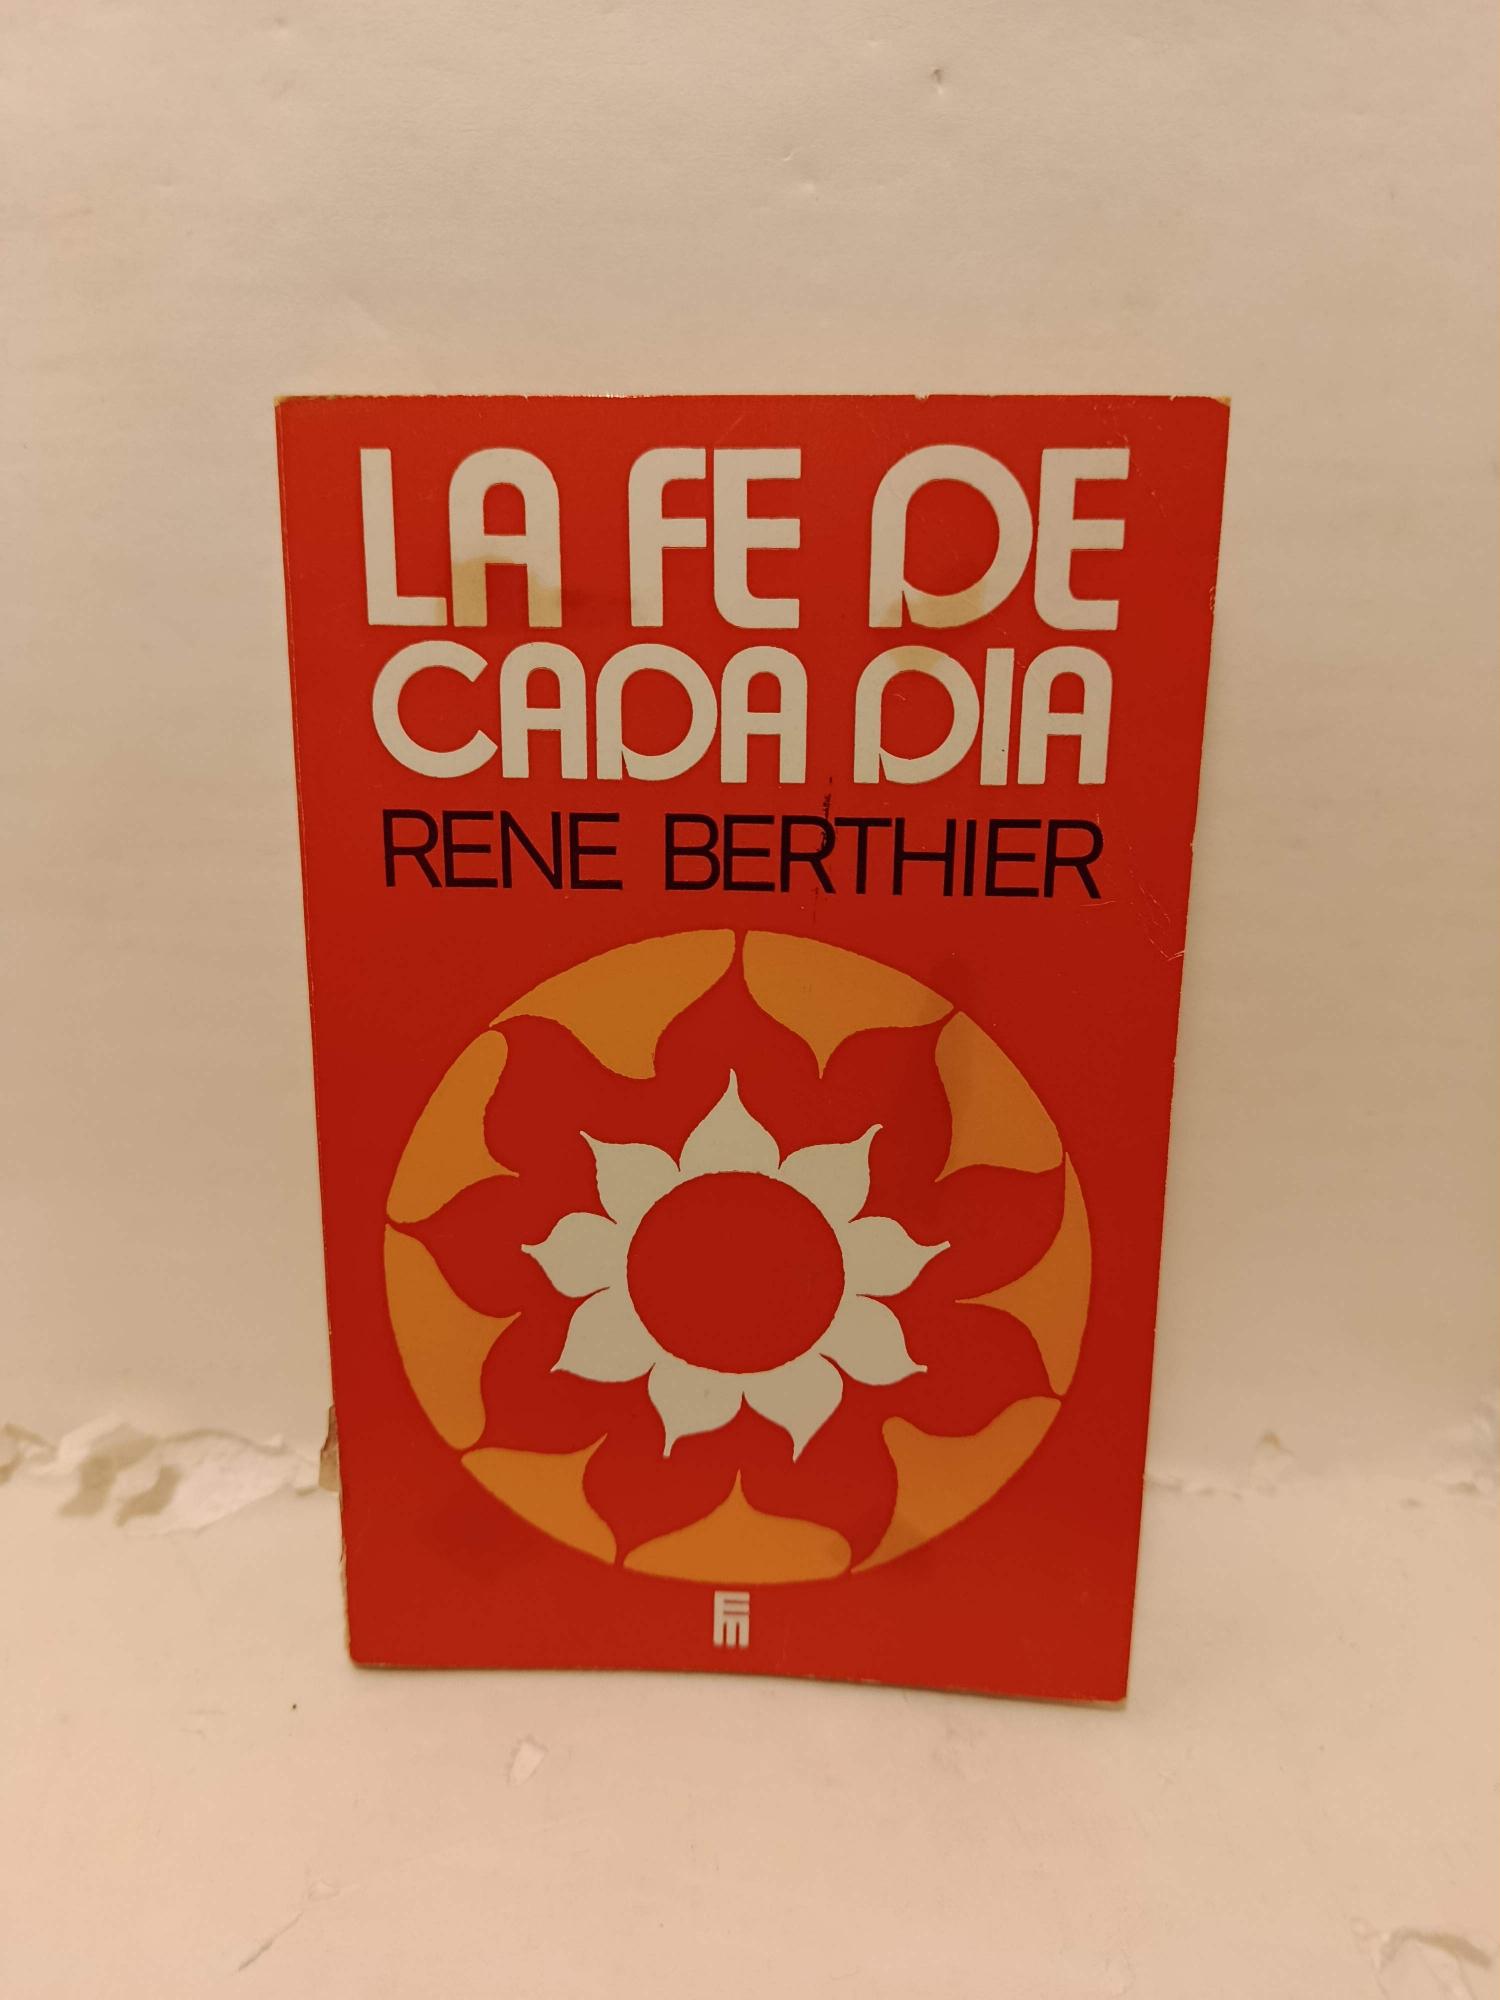 LA FE DE
CADA DIA
RENE BERTHIER